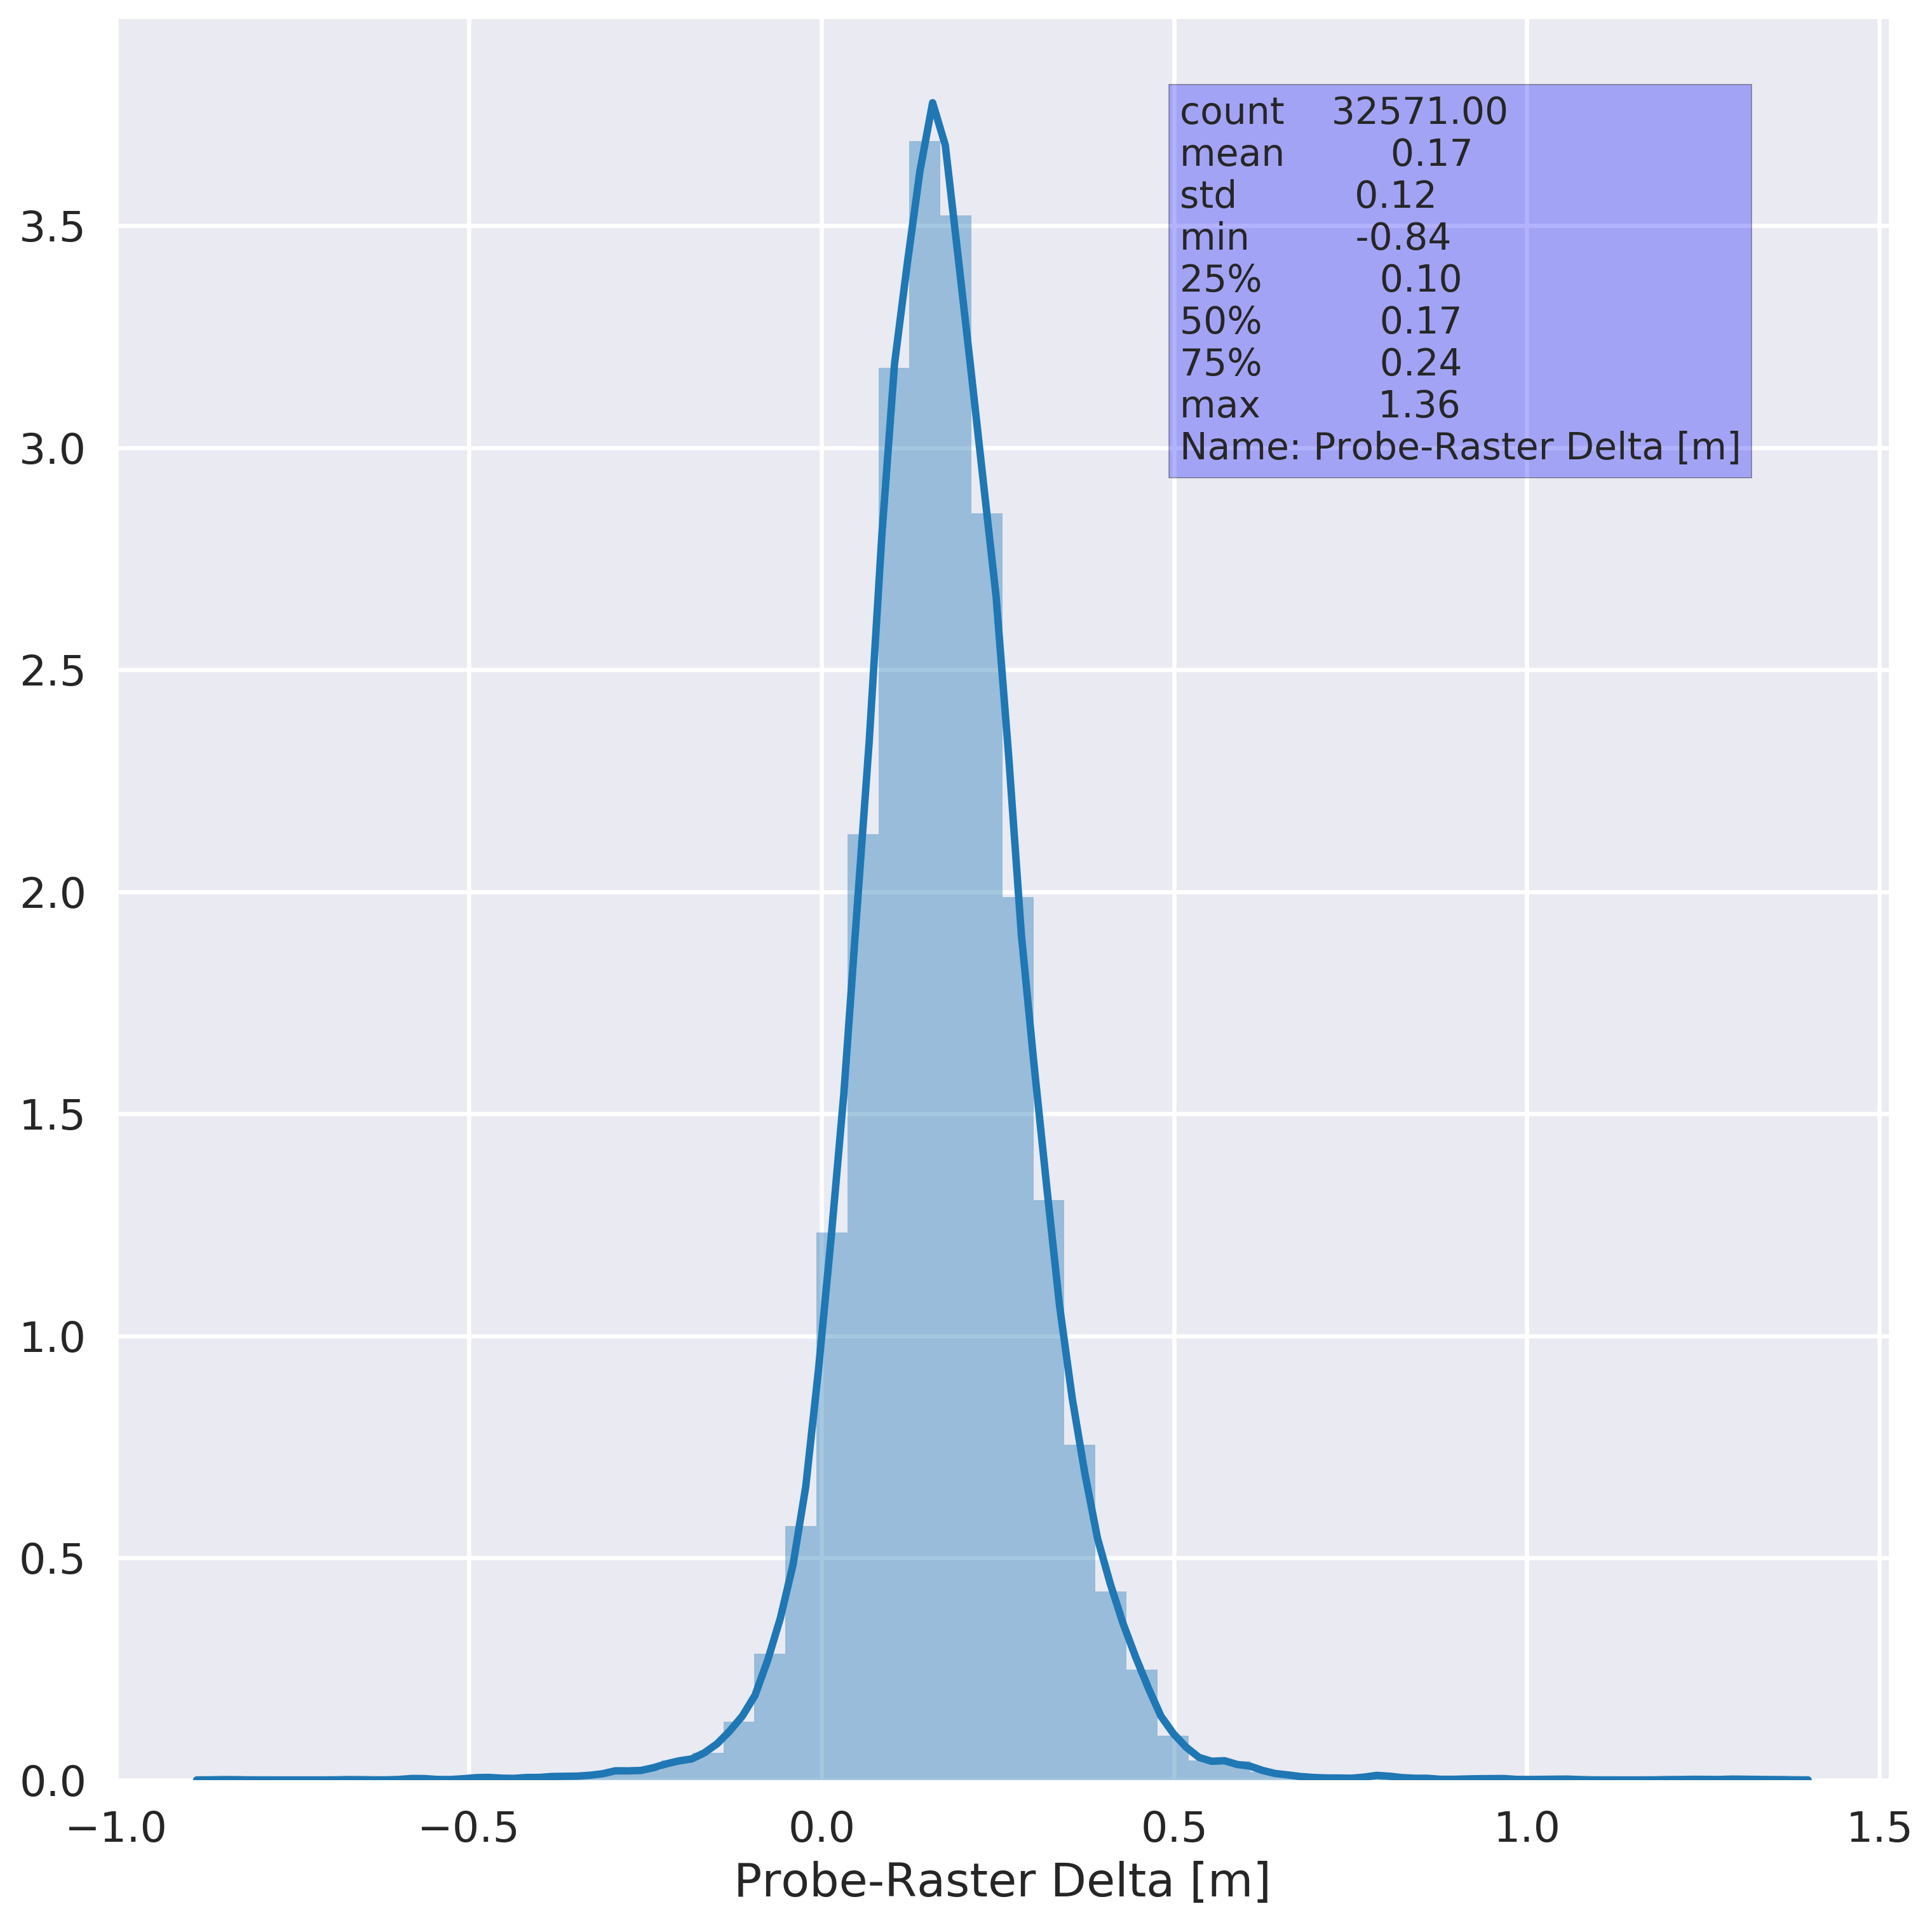 count 32571.00
mean 0.17
std 0.12
min -0.84
25% 0.10
50% 0.17
75% 0.24
max 1.36
Name: Probe-Raster Delta [m]
3.5
3.0
2.5
2.0
1.5
1.0
0.5
0.0
−1.0 −0.5 0.0 0.5 1.0 1.5
Probe-Raster Delta [m]